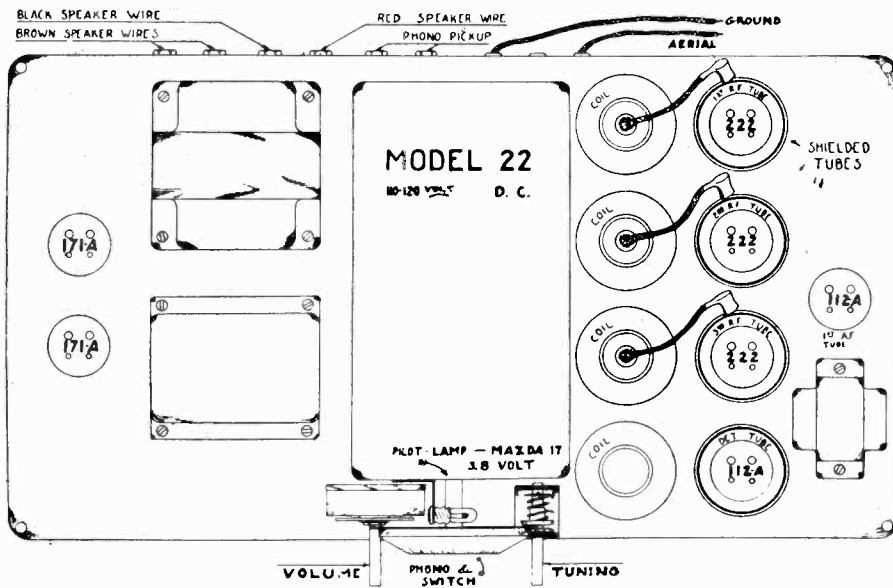 BLACK SPEAKER WIRE
RED SPEAKER WIRE
BROWN SPEAKER WIRES
PHONO PICKUP
GROUND
AERIAL
COIL
1ST RF TUBE
222
SHIELDED
TUBES
MODEL 22
110-120 VOLT D. C.
COIL
2ND RF TUBE
222
171-A
112A
1ST AF
TUBE
COIL
3RD RF TUBE
222
171-A
COIL
DET TUBE
112-A
PILOT-LAMP — MAZDA 17
3.8 VOLT
VOLUME
PHONO &
SWITCH
TUNING